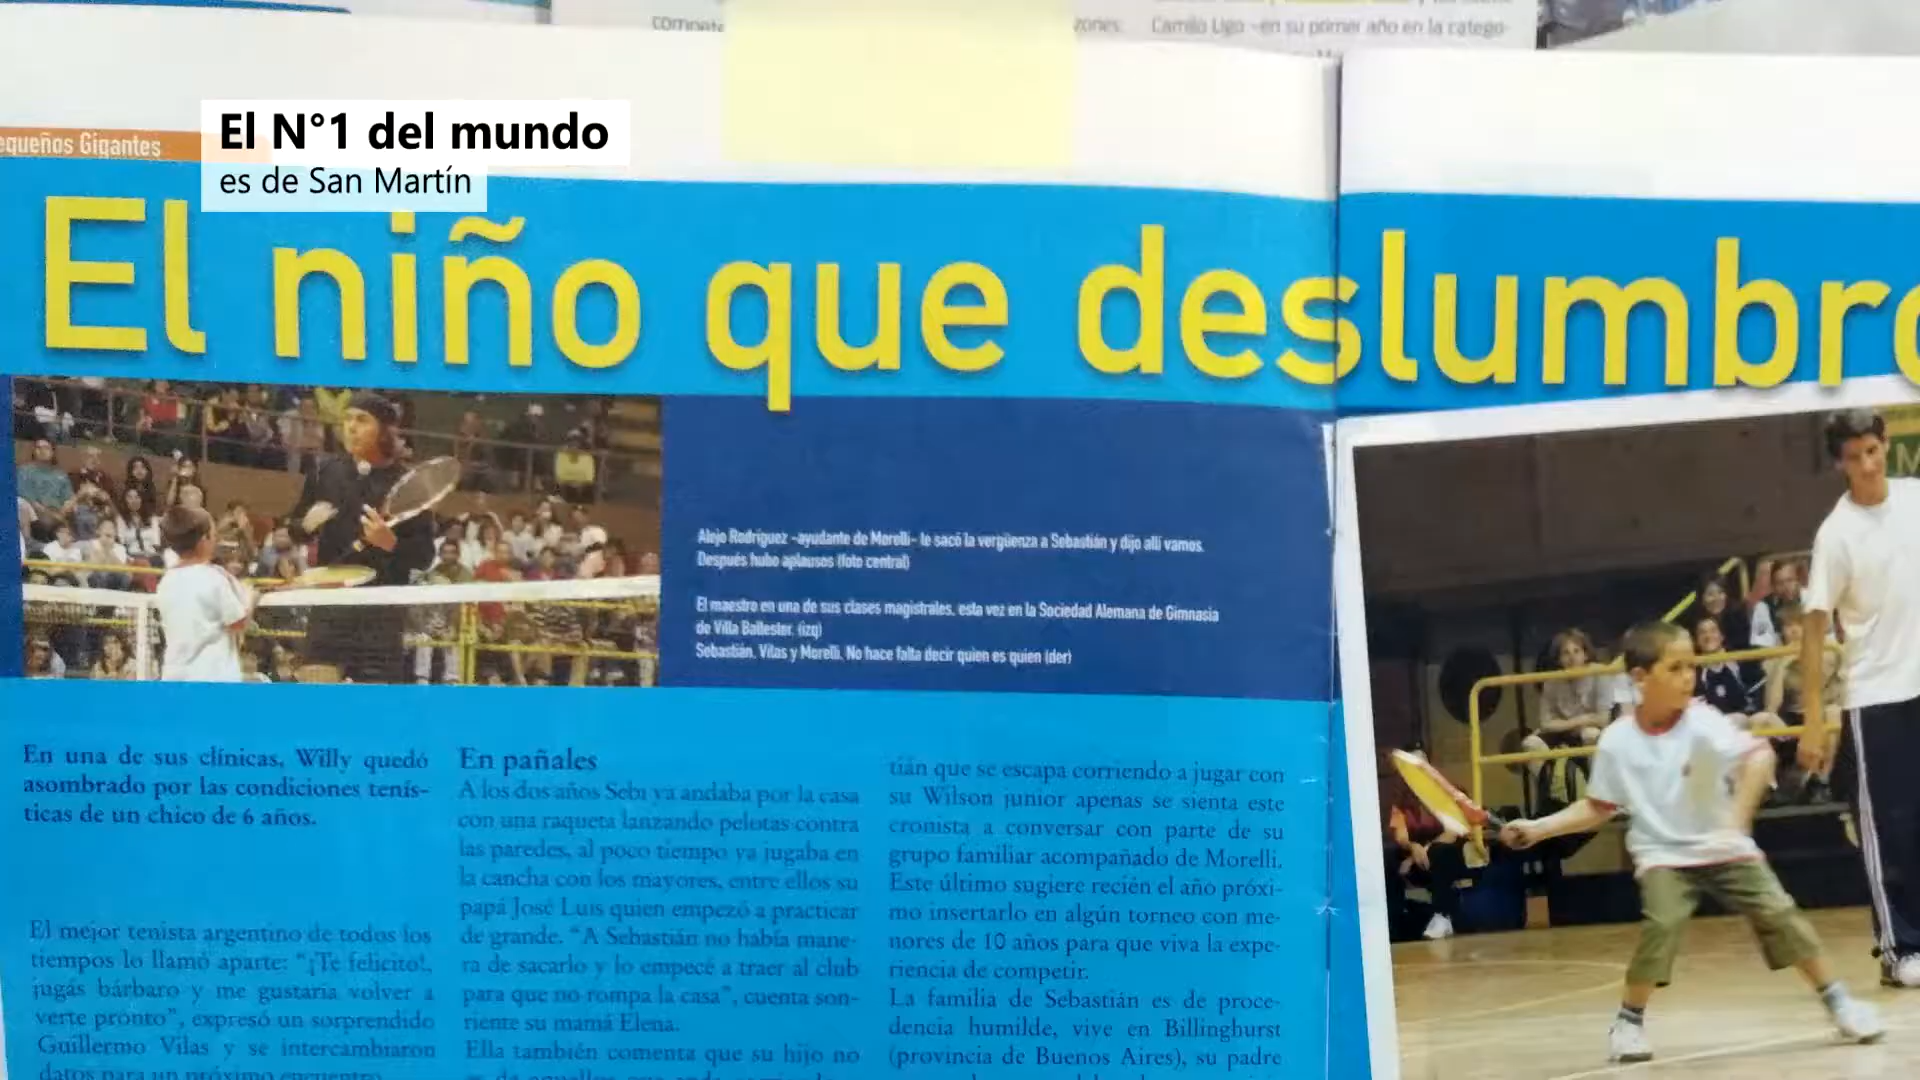 Camilo Ugo -en su primer año en la catego-
El N°1 del mundo
es de San Martín
equeños Gigantes
El niño que deslumbró
Alejo Rodríguez -ayudante de Morelli- le sacó la vergüenza a Sebastián y dijo allí vamos.
Después hubo aplausos (foto central)
El maestro en una de sus clases magistrales, esta vez en la Sociedad Alemana de Gimnasia
de Villa Ballester. (izq)
Sebastián, Vilas y Morelli. No hace falta decir quien es quien (der)
En una de sus clínicas, Willy quedó
asombrado por las condiciones tenís-
ticas de un chico de 6 años.
El mejor tenista argentino de todos los
tiempos lo llamó aparte: "¡Te felicito!,
jugás bárbaro y me gustaría volver a
verte pronto", expresó un sorprendido
Guillermo Vilas y se intercambiaron
datos para un próximo encuentro.
En pañales
A los dos años Sebi ya andaba por la casa
con una raqueta lanzando pelotas contra
las paredes, al poco tiempo ya jugaba en
la cancha con los mayores, entre ellos su
papá José Luis quien empezó a practicar
de grande. "A Sebastián no había mane-
ra de sacarlo y lo empecé a traer al club
para que no rompa la casa", cuenta son-
riente su mamá Elena.
Ella también comenta que su hijo no
tián que se escapa corriendo a jugar con
su Wilson junior apenas se sienta este
cronista a conversar con parte de su
grupo familiar acompañado de Morelli.
Este último sugiere recién el año próxi-
mo insertarlo en algún torneo con me-
nores de 10 años para que viva la expe-
riencia de competir.
La familia de Sebastián es de proce-
dencia humilde, vive en Billinghurst
(provincia de Buenos Aires), su padre